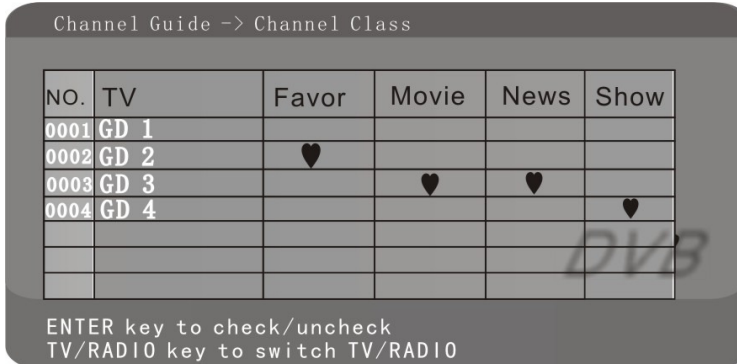 Channel Guide -> Channel Class
NO. TV Favor Movie News Show
0001 GD 1
0002 GD 2 ♥
0003 GD 3 ♥ ♥
0004 GD 4 ♥
DVB
ENTER key to check/uncheck
TV/RADIO key to switch TV/RADIO